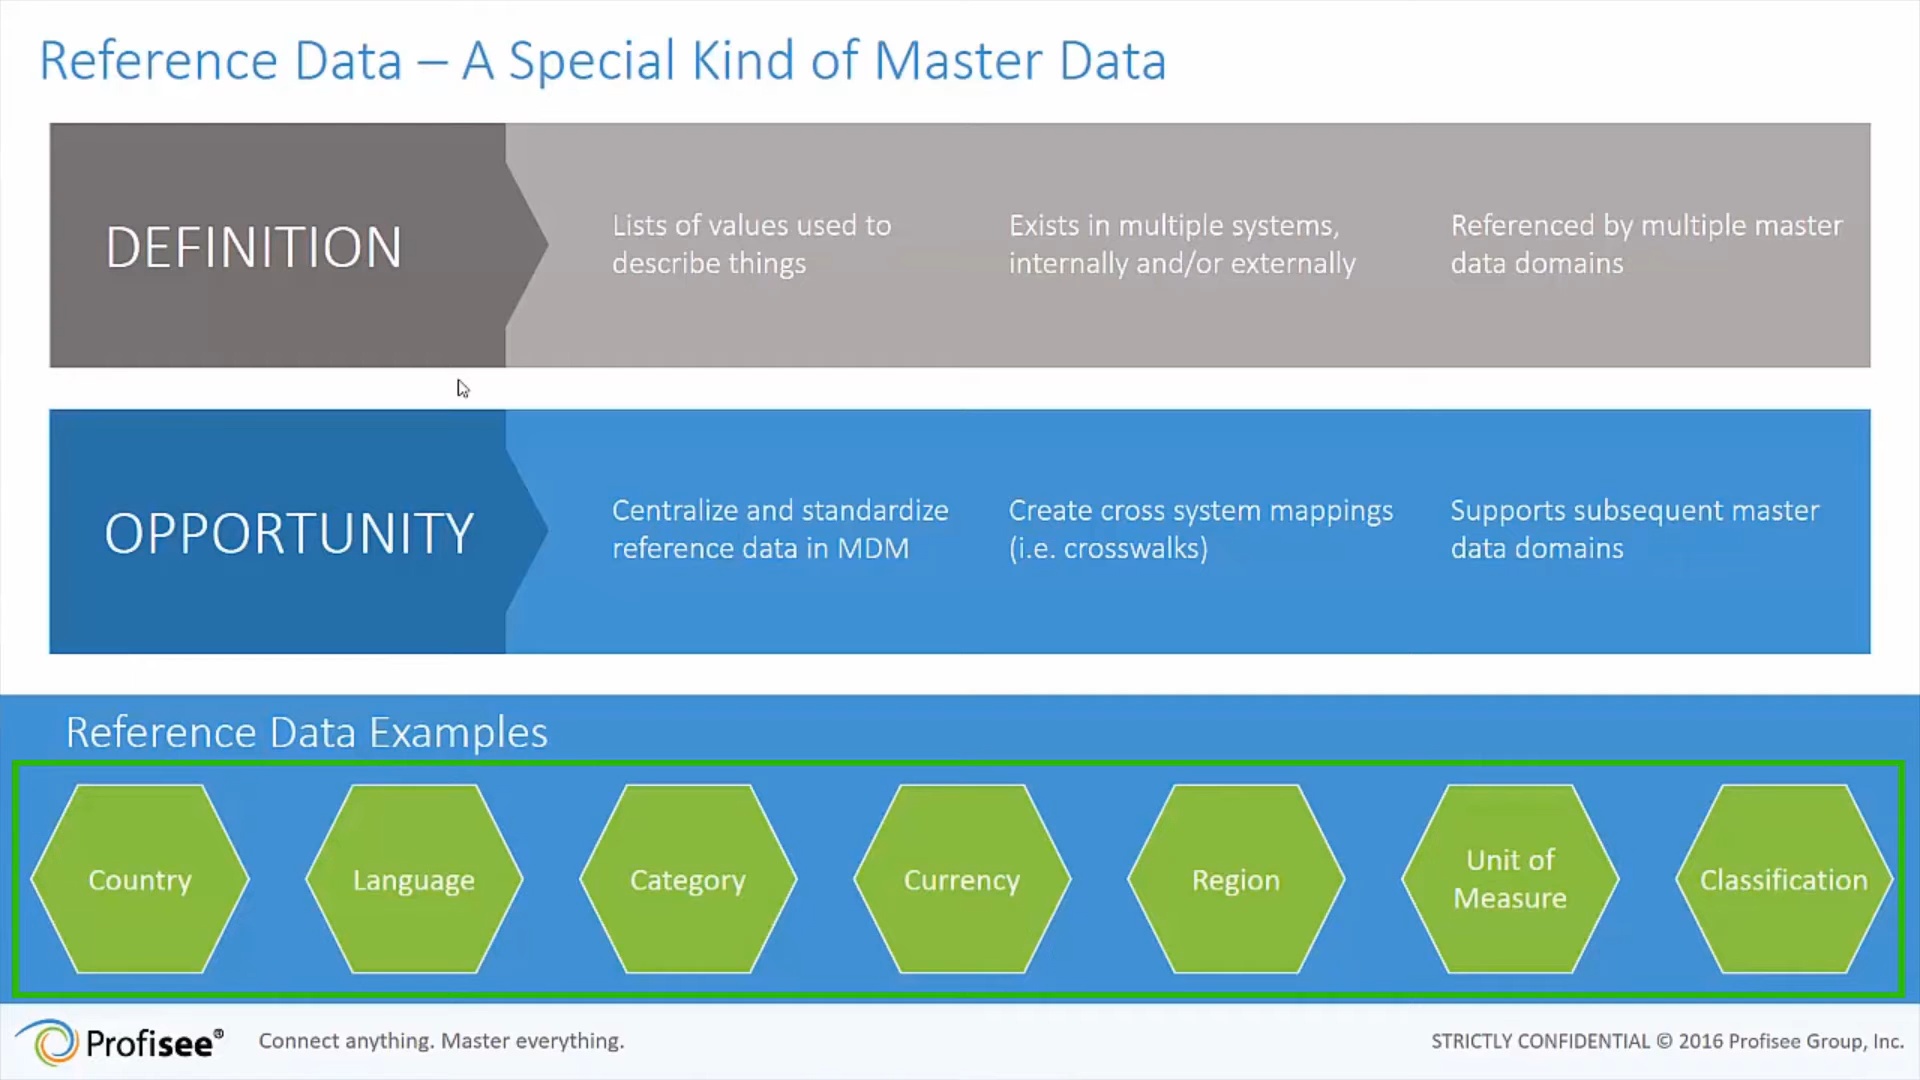 Reference Data – A Special Kind of Master Data
DEFINITION
Lists of values used to
describe things
Exists in multiple systems,
internally and/or externally
Referenced by multiple master
data domains
OPPORTUNITY
Centralize and standardize
reference data in MDM
Create cross system mappings
(i.e. crosswalks)
Supports subsequent master
data domains
Reference Data Examples
Country
Language
Category
Currency
Region
Unit of
Measure
Classification
Profisee®
Connect anything. Master everything.
STRICTLY CONFIDENTIAL © 2016 Profisee Group, Inc.